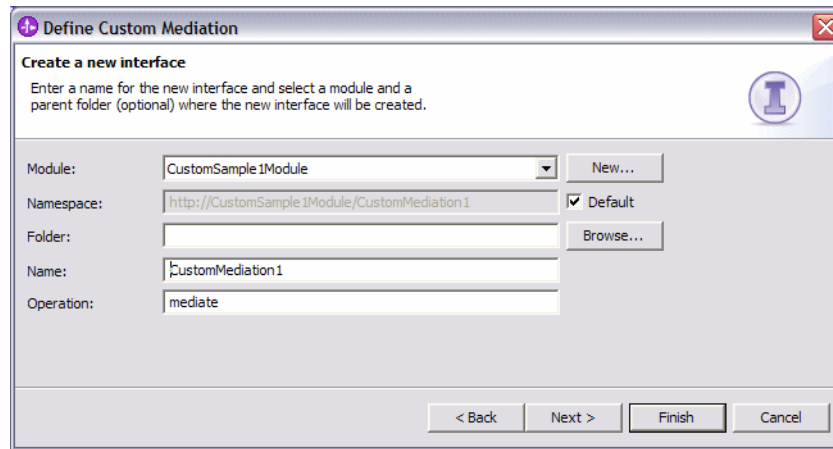 Define Custom Mediation
Create a new interface
Enter a name for the new interface and select a module and a
parent folder (optional) where the new interface will be created.
Module: CustomSample1Module New...
Namespace: http://CustomSample1Module/CustomMediation1 Default
Folder: Browse...
Name: CustomMediation1
Operation: mediate
< Back Next > Finish Cancel